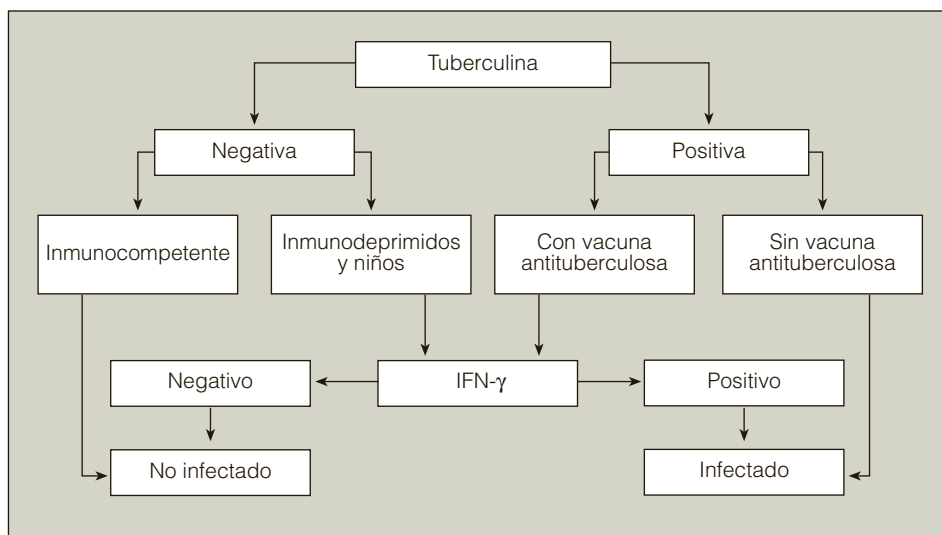 Tuberculina
Negativa
Positiva
Inmunocompetente
Inmunodeprimidos
y niños
Con vacuna
antituberculosa
Sin vacuna
antituberculosa
Negativo
IFN-γ
Positivo
No infectado
Infectado